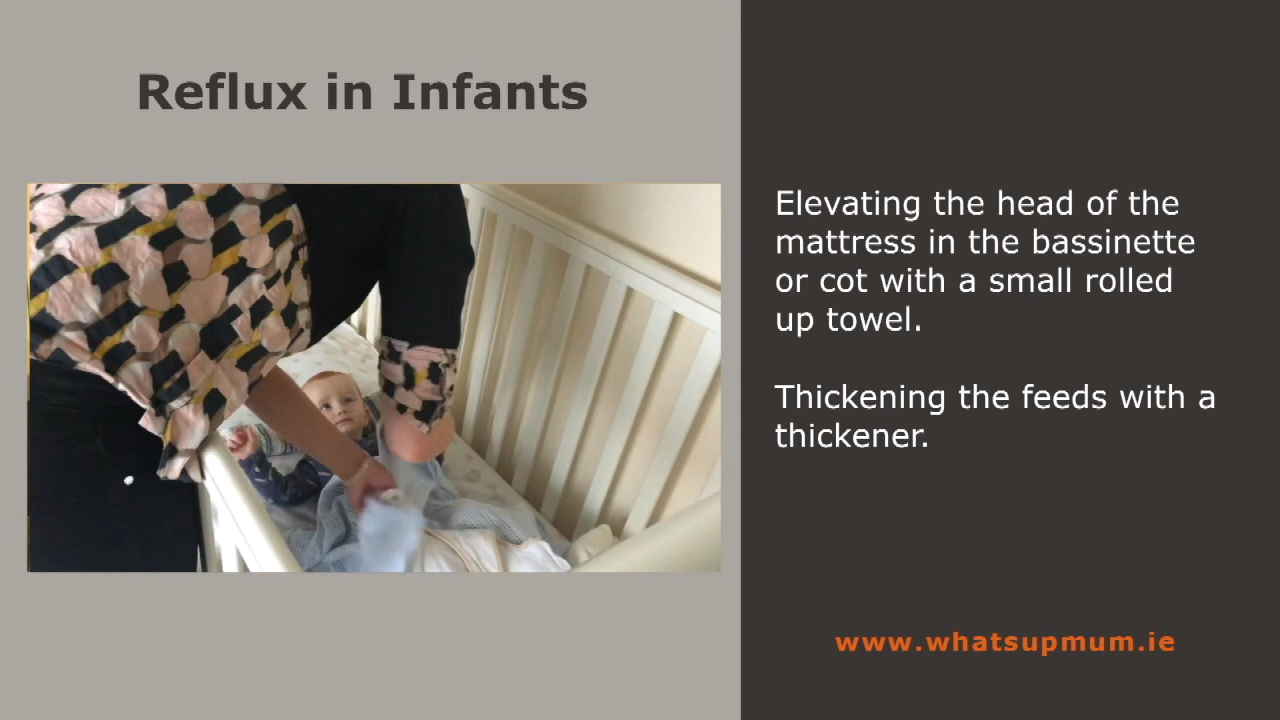 Reflux in Infants
Elevating the head of the
mattress in the bassinette
or cot with a small rolled
up towel.
Thickening the feeds with a
thickener.
www.whatsupmum.ie